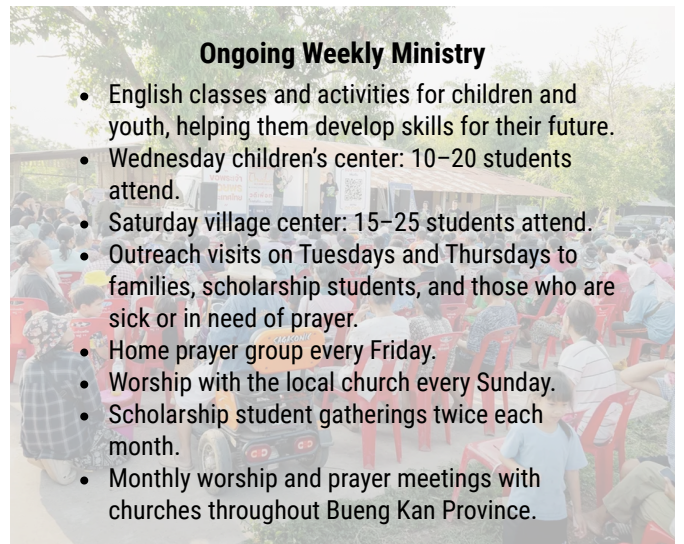 Ongoing Weekly Ministry
• English classes and activities for children and
youth, helping them develop skills for their future.
• Wednesday children's center: 10–20 students
attend.
• Saturday village center: 15–25 students attend.
• Outreach visits on Tuesdays and Thursdays to
families, scholarship students, and those who are
sick or in need of prayer.
• Home prayer group every Friday.
• Worship with the local church every Sunday.
• Scholarship student gatherings twice each
month.
• Monthly worship and prayer meetings with
churches throughout Bueng Kan Province.